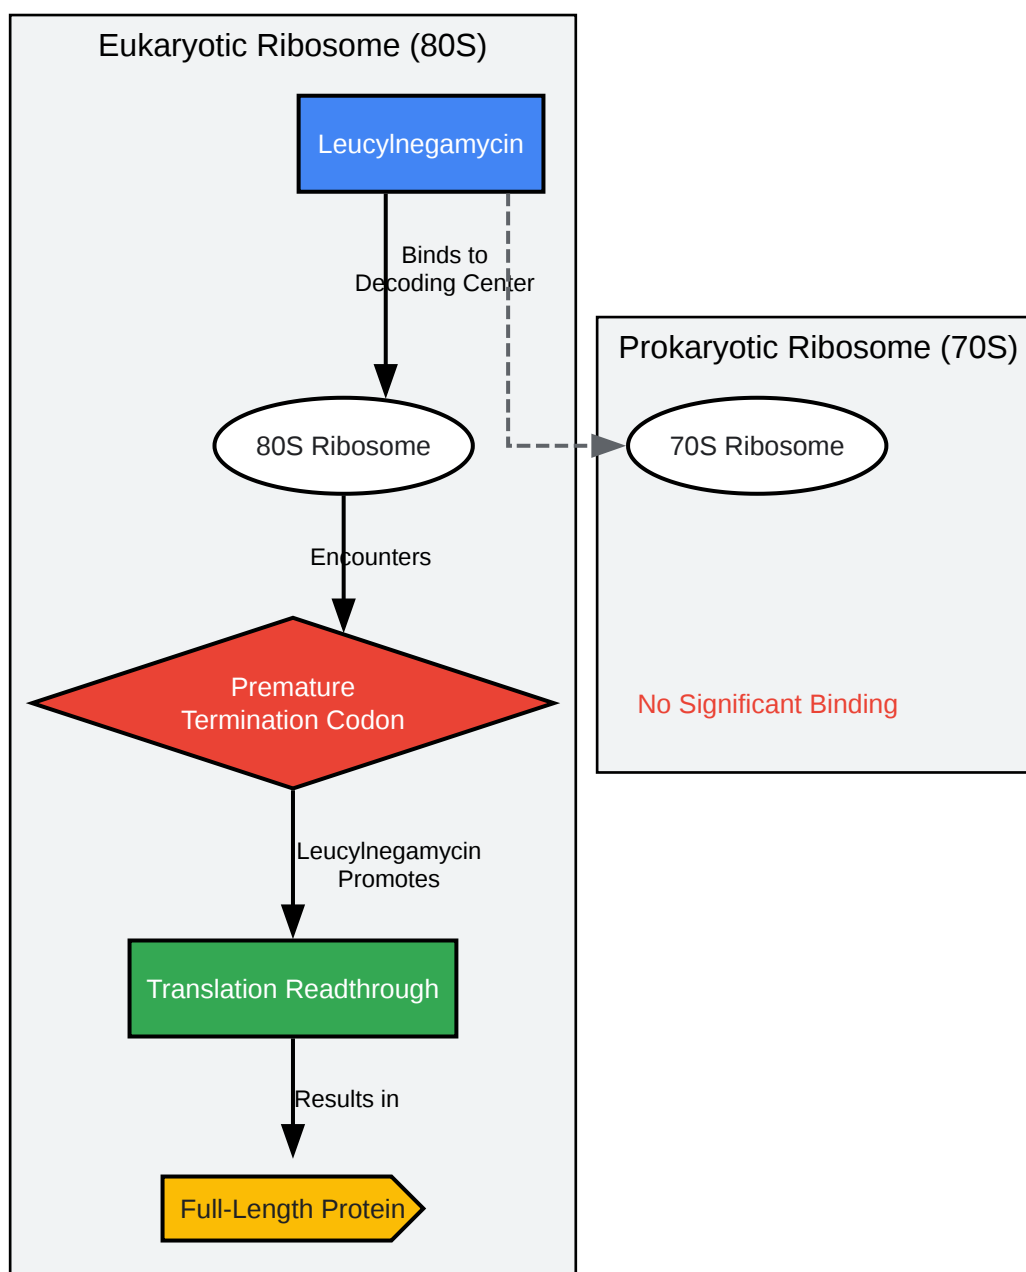 Eukaryotic Ribosome (80S)
Leucylnegamycin
Binds to
Decoding Center
Prokaryotic Ribosome (70S)
80S Ribosome
70S Ribosome
Encounters
Premature
Termination Codon
No Significant Binding
Leucylnegamycin
Promotes
Translation Readthrough
Results in
Full-Length Protein